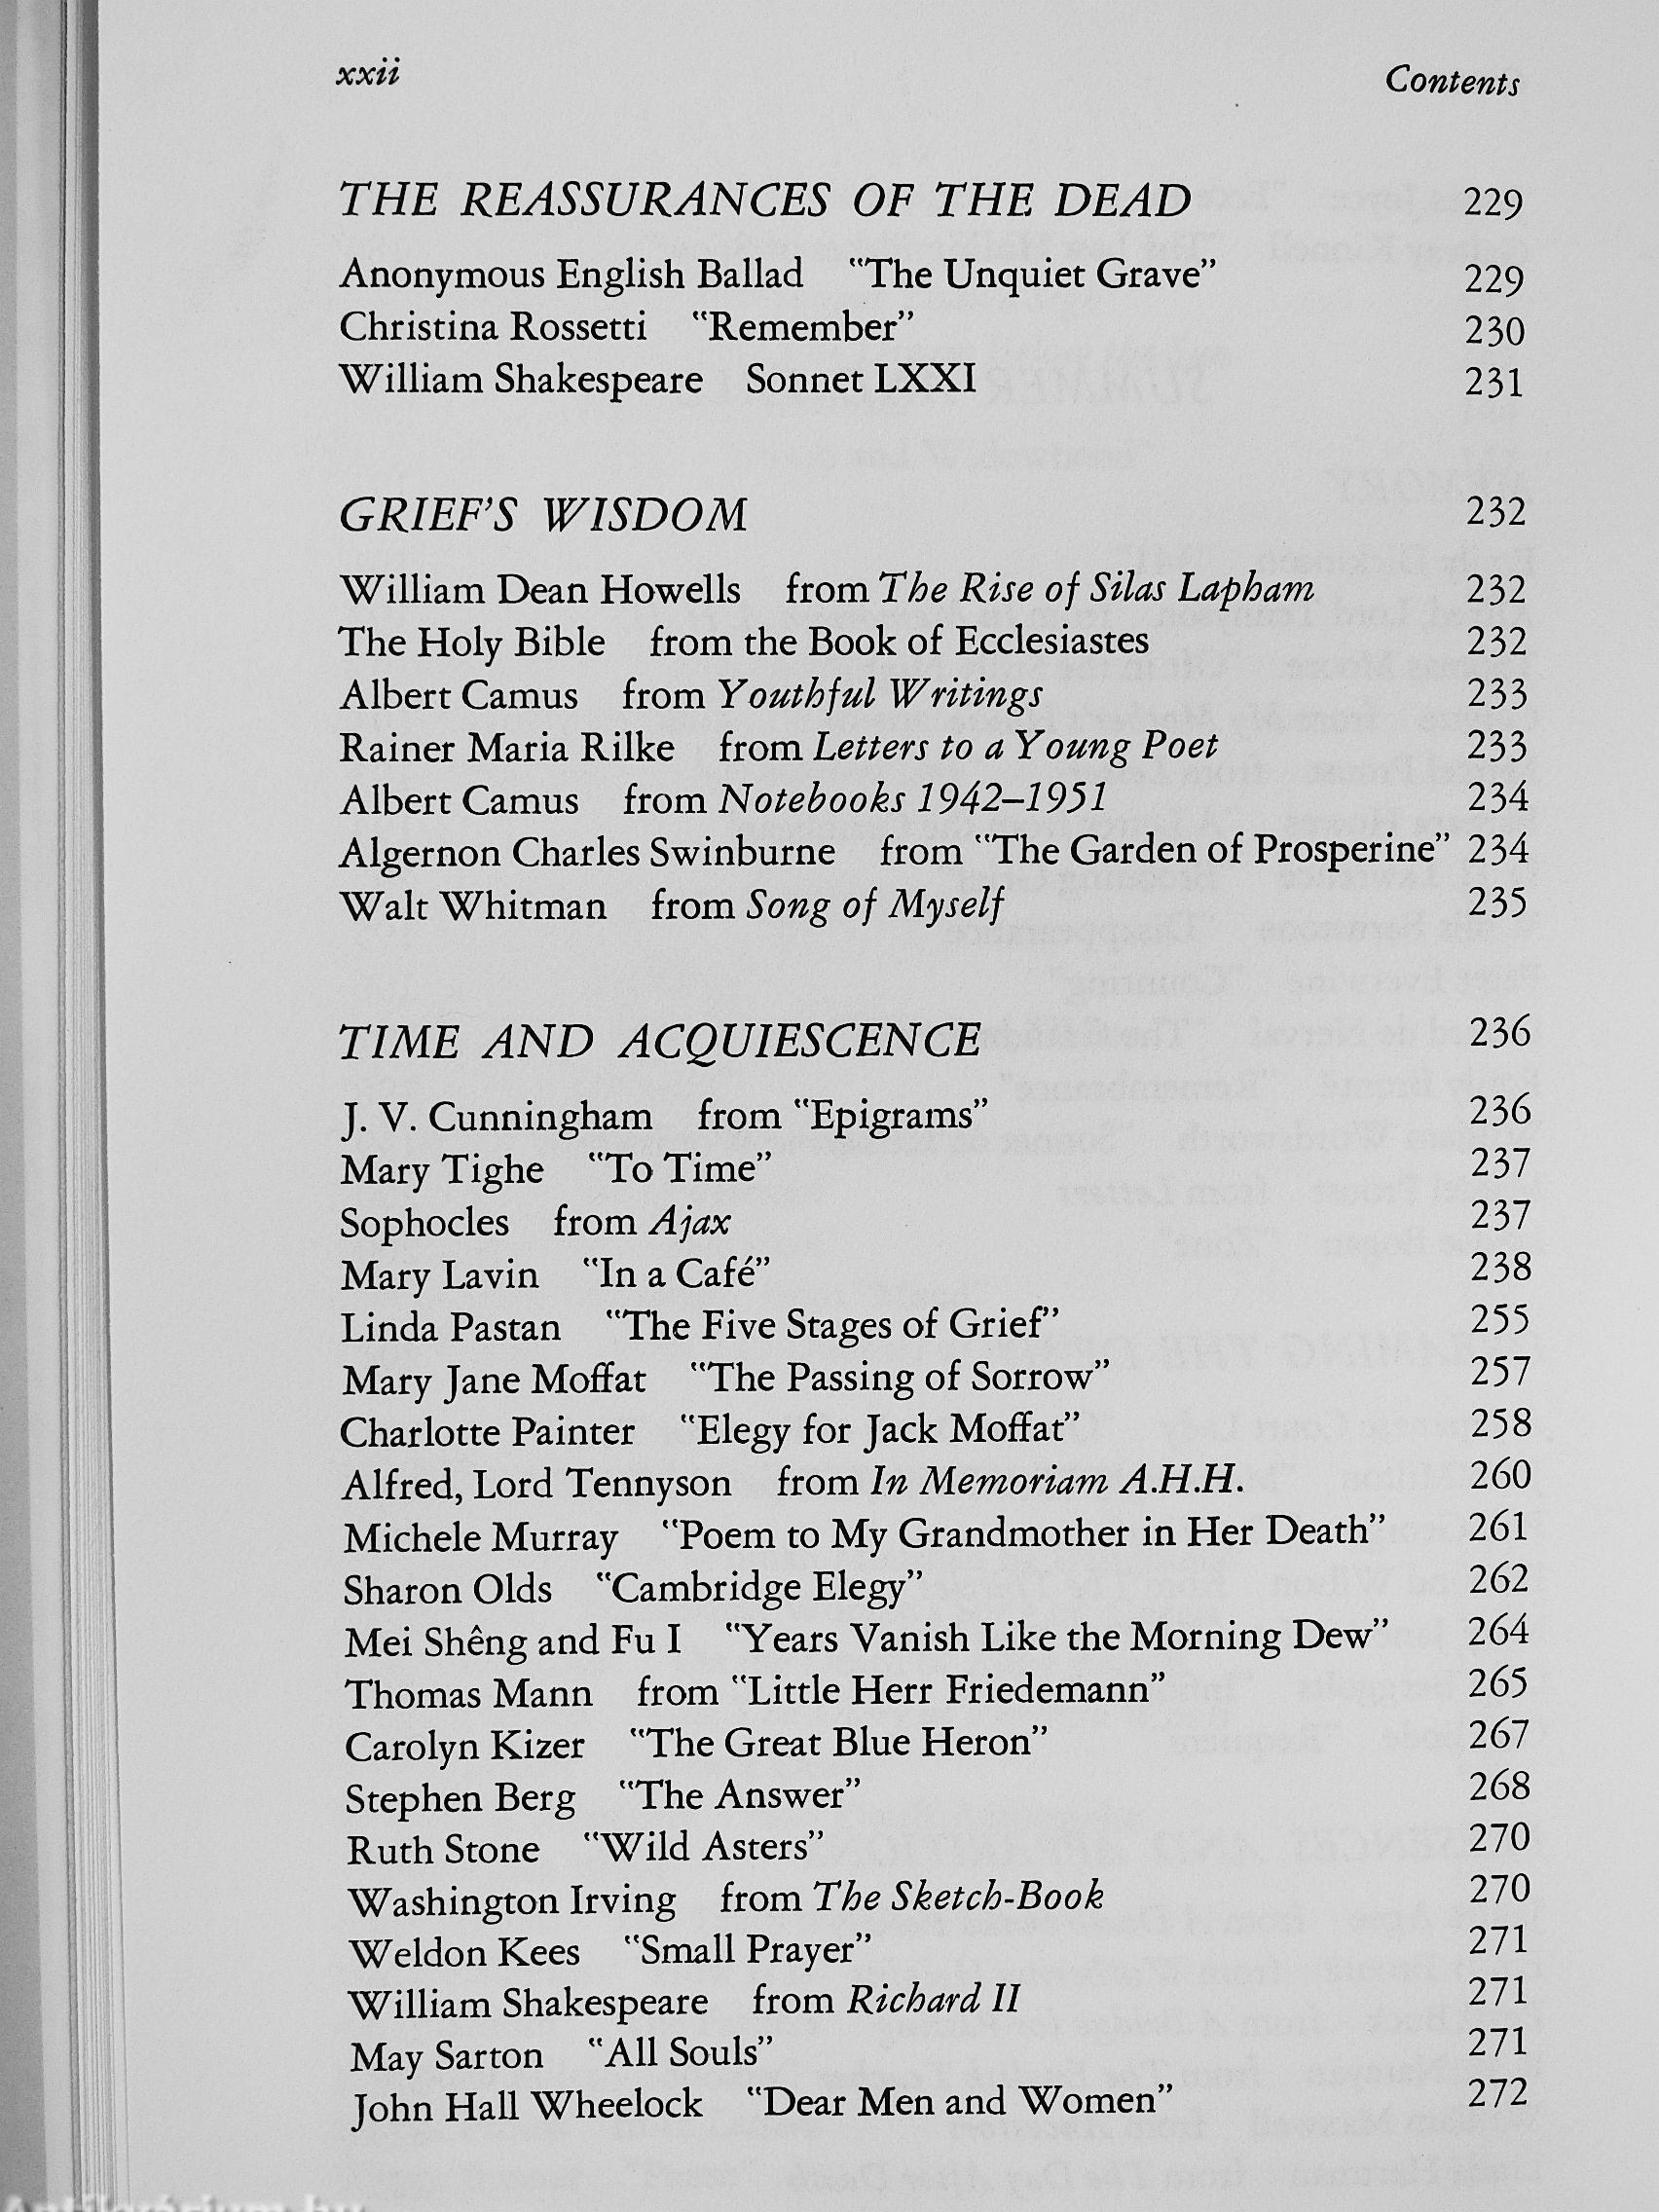 xxii Contents
THE REASSURANCES OF THE DEAD 229
Anonymous English Ballad "The Unquiet Grave" 229
Christina Rossetti "Remember" 230
William Shakespeare Sonnet LXXI 231
GRIEF'S WISDOM 232
William Dean Howells from The Rise of Silas Lapham 232
The Holy Bible from the Book of Ecclesiastes 232
Albert Camus from Youthful Writings 233
Rainer Maria Rilke from Letters to a Young Poet 233
Albert Camus from Notebooks 1942–1951 234
Algernon Charles Swinburne from "The Garden of Prosperine" 234
Walt Whitman from Song of Myself 235
TIME AND ACQUIESCENCE 236
J. V. Cunningham from "Epigrams" 236
Mary Tighe "To Time" 237
Sophocles from Ajax 237
Mary Lavin "In a Café" 238
Linda Pastan "The Five Stages of Grief" 255
Mary Jane Moffat "The Passing of Sorrow" 257
Charlotte Painter "Elegy for Jack Moffat" 258
Alfred, Lord Tennyson from In Memoriam A.H.H. 260
Michele Murray "Poem to My Grandmother in Her Death" 261
Sharon Olds "Cambridge Elegy" 262
Mei Shêng and Fu I "Years Vanish Like the Morning Dew" 264
Thomas Mann from "Little Herr Friedemann" 265
Carolyn Kizer "The Great Blue Heron" 267
Stephen Berg "The Answer" 268
Ruth Stone "Wild Asters" 270
Washington Irving from The Sketch-Book 270
Weldon Kees "Small Prayer" 271
William Shakespeare from Richard II 271
May Sarton "All Souls" 271
John Hall Wheelock "Dear Men and Women" 272